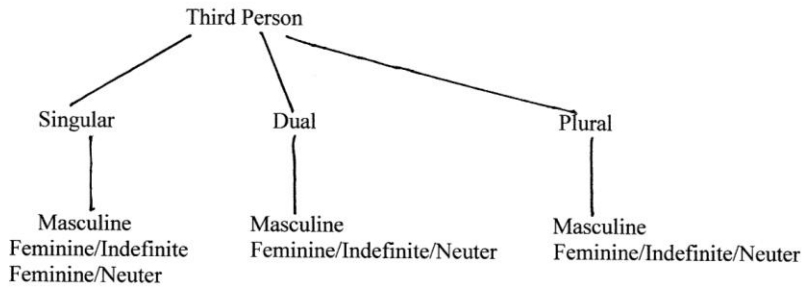 Third Person
Singular Dual Plural
Masculine Masculine Masculine
Feminine/Indefinite Feminine/Indefinite/Neuter Feminine/Indefinite/Neuter
Feminine/Neuter